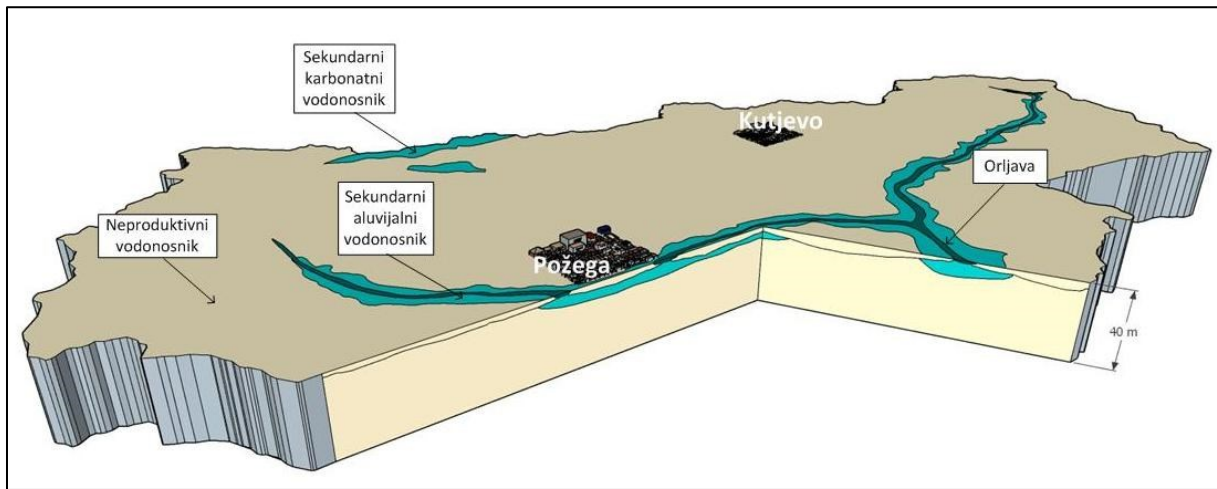 Sekundarni
karbonatni
vodonosnik
Kutjevo
Orljava
Sekundarni
aluvijalni
vodonosnik
Neproduktivni
vodonosnik
Požega
40 m